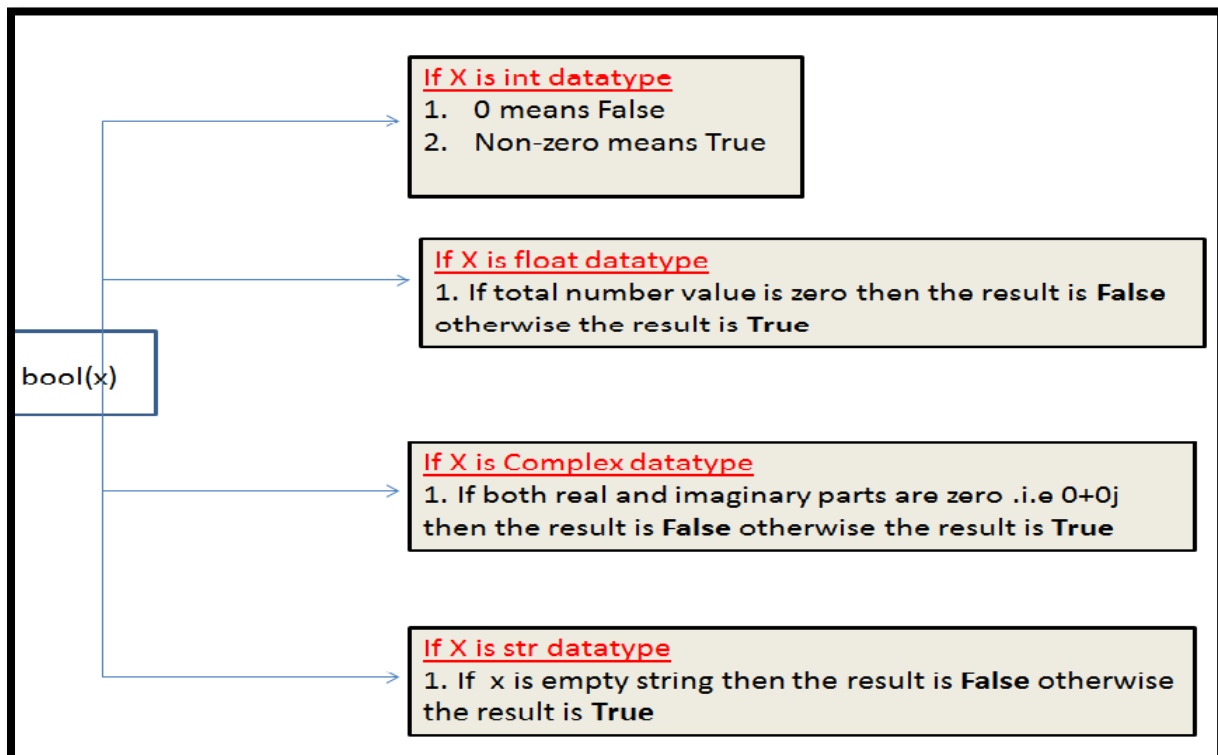 If X is int datatype
1. 0 means False
2. Non-zero means True
If X is float datatype
1. If total number value is zero then the result is False
otherwise the result is True
bool(x)
If X is Complex datatype
1. If both real and imaginary parts are zero .i.e 0+0j
then the result is False otherwise the result is True
If X is str datatype
1. If x is empty string then the result is False otherwise
the result is True